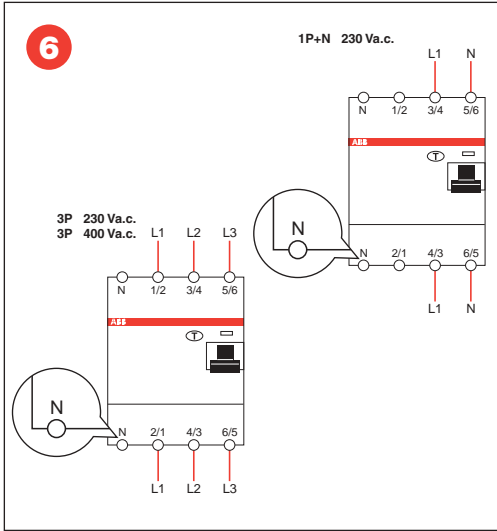 6
1P+N 230 Va.c.
L1 N
N 1/2 3/4 5/6
ABB
T
N
N 2/1 4/3 6/5
L1 N
3P 230 Va.c.
3P 400 Va.c.
L1 L2 L3
N 1/2 3/4 5/6
ABB
T
N
N 2/1 4/3 6/5
L1 L2 L3